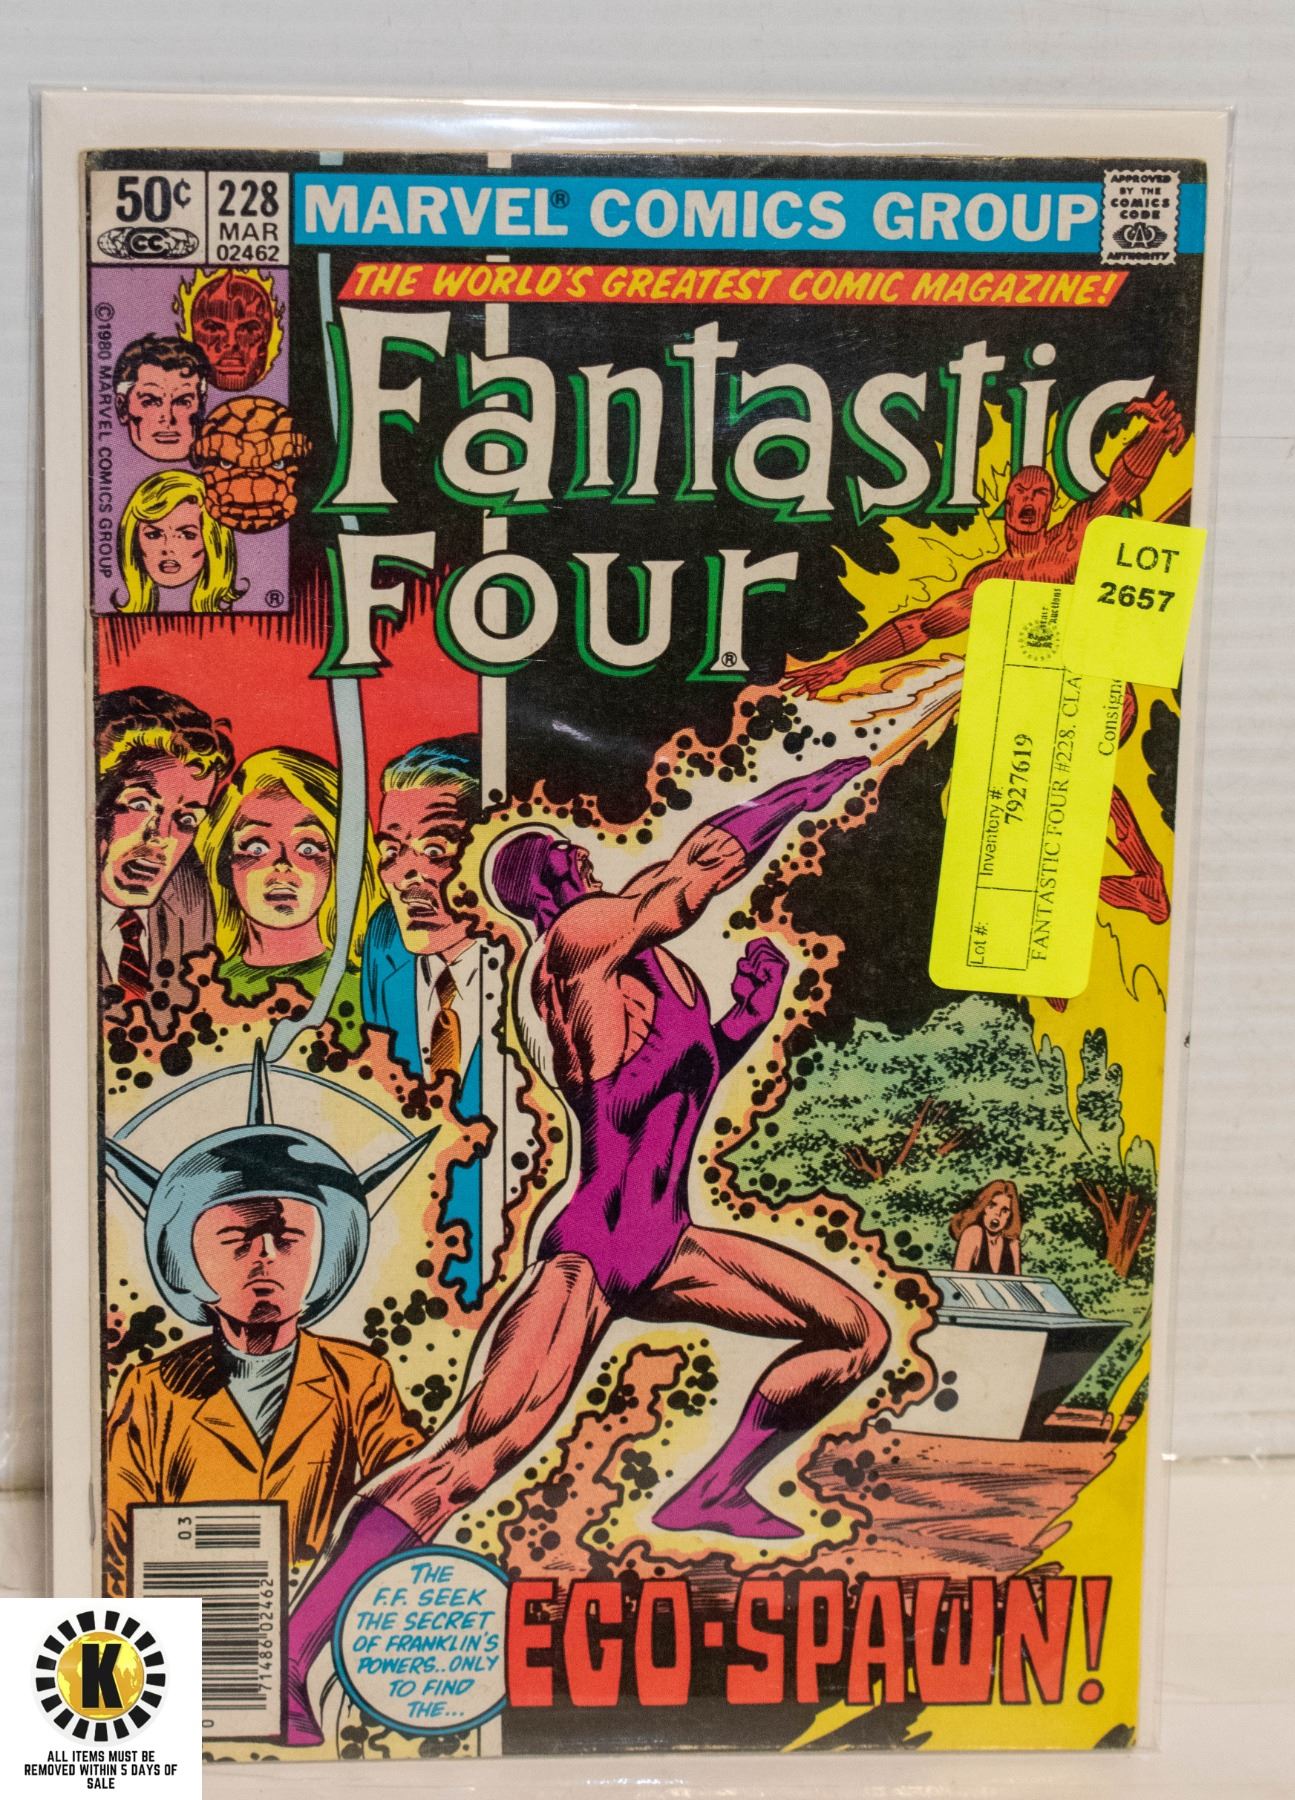 50¢
228
MAR
02462
CC
MARVEL® COMICS GROUP
APPROVED
BY THE
COMICS
CODE
CA
AUTHORITY
THE WORLD'S GREATEST COMIC MAGAZINE!
Fantastic
Four®
©1980 MARVEL COMICS GROUP
®
LOT
2657
Lot #:
Inventory #:
7927619
FANTASTIC FOUR #228. CLA
Consign
Auctions
03
71486 02462
0
THE
F.F. SEEK
THE SECRET
OF FRANKLIN'S
POWERS..ONLY
TO FIND
THE...
EGO-SPAWN!
K
ALL ITEMS MUST BE
REMOVED WITHIN 5 DAYS OF
SALE